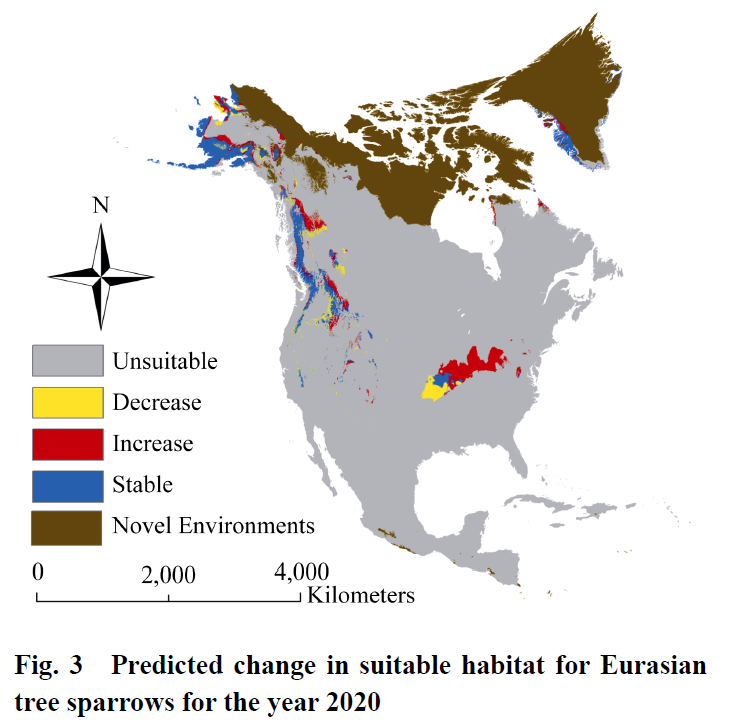 N
Unsuitable
Decrease
Increase
Stable
Novel Environments
0 2,000 4,000
Kilometers
Fig. 3 Predicted change in suitable habitat for Eurasian
tree sparrows for the year 2020